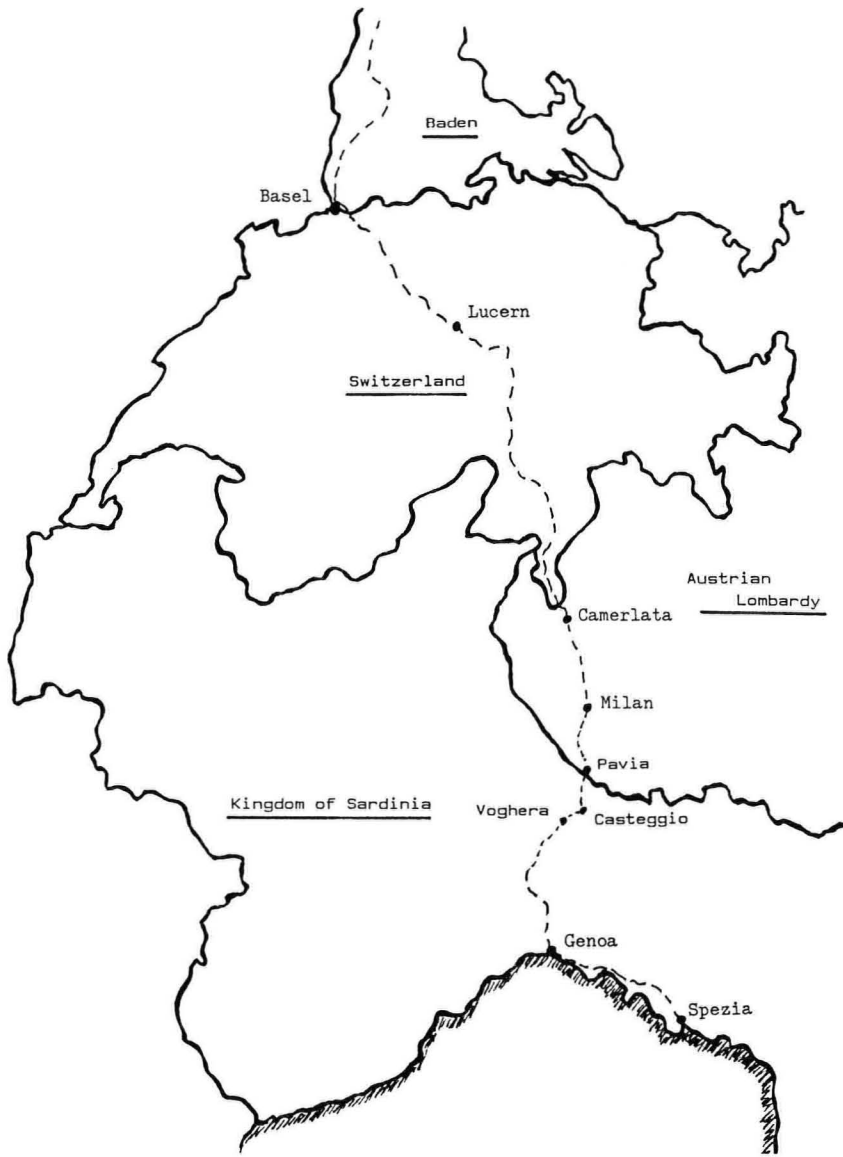 Baden
Basel
Lucern
Switzerland
Austrian
Lombardy
Camerlata
Milan
Pavia
Kingdom of Sardinia
Voghera
Casteggio
Genoa
Spezia